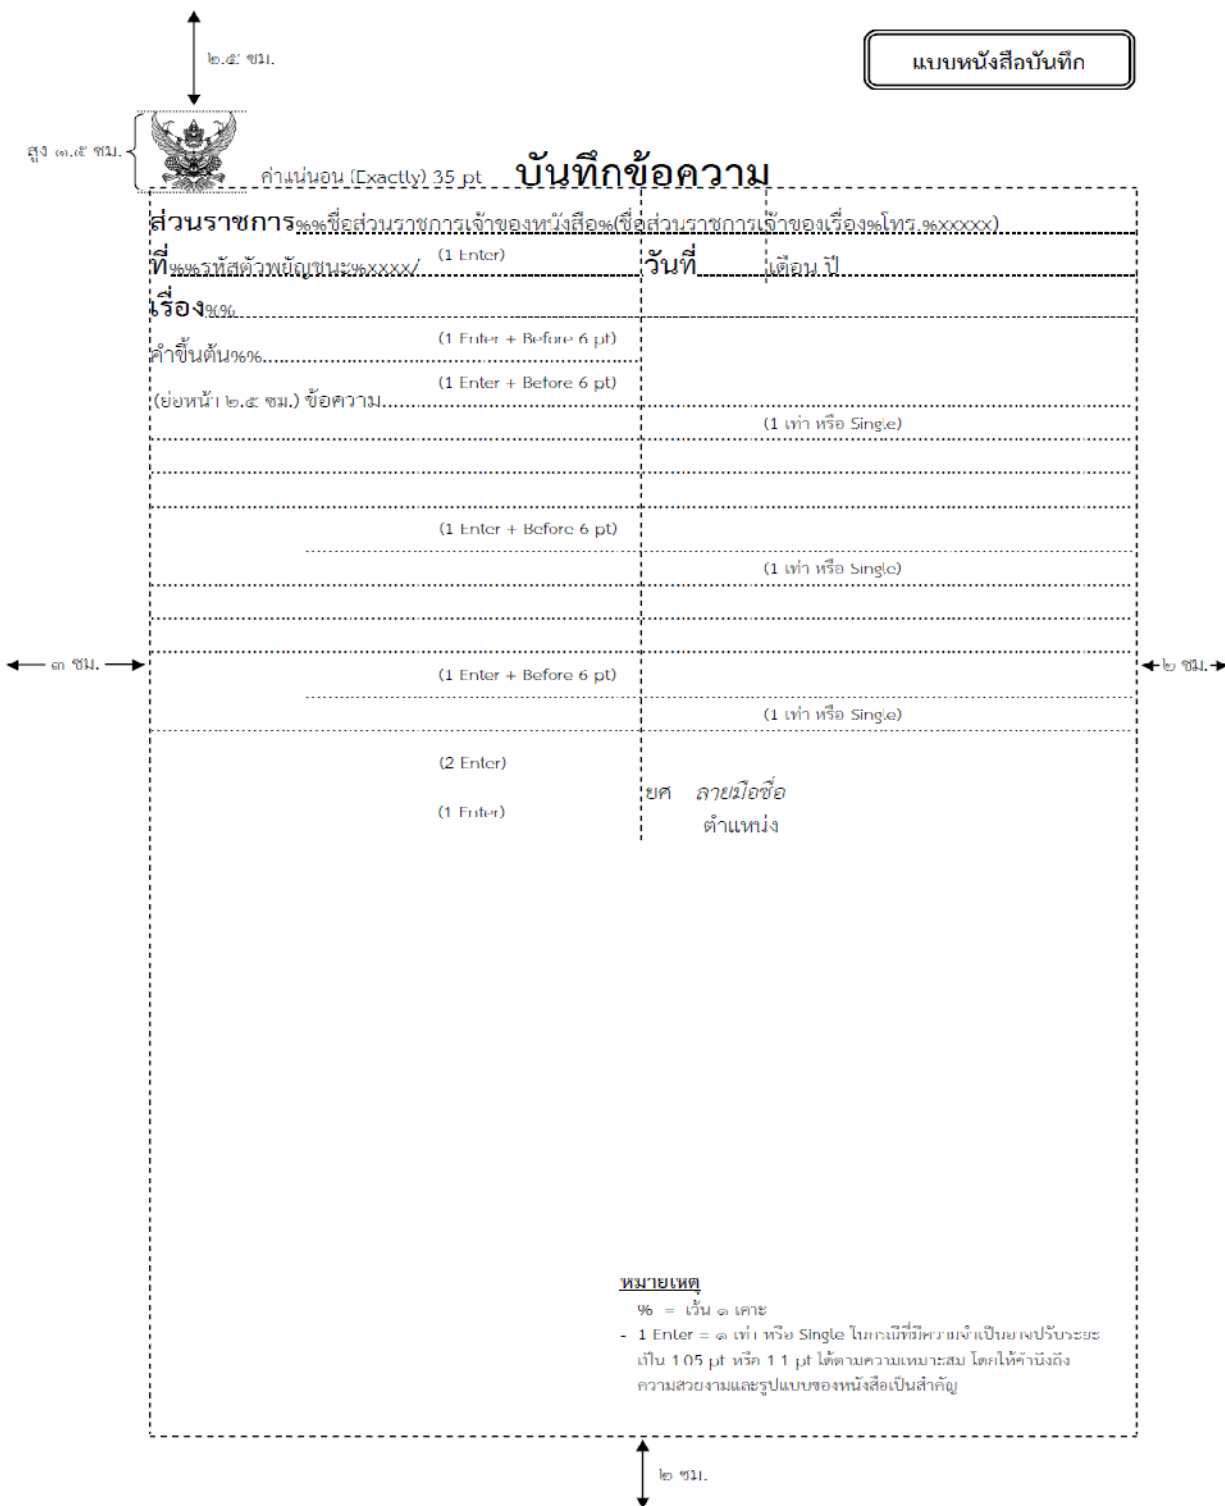 ๒.๕ ซม.
แบบหนังสือบันทึก
สูง ๑.๕ ซม.
ค่าแน่นอน (Exactly) 35 pt บันทึกข้อความ
ส่วนราชการ%%ชื่อส่วนราชการเจ้าของหนังสือ%(ชื่อส่วนราชการเจ้าของเรื่อง%โทร.%xxxxx)
ที่%%รหัสตัวพยัญชนะ%xxxx/ (1 Enter) วันที่ เดือน ปี
เรื่อง%%
(1 Enter + Before 6 pt)
คำขึ้นต้น%%
(1 Enter + Before 6 pt)
(ย่อหน้า ๒.๕ ซม.) ข้อความ
(1 เท่า หรือ Single)
(1 Enter + Before 6 pt)
(1 เท่า หรือ Single)
๓ ซม.
(1 Enter + Before 6 pt)
๒ ซม.
(1 เท่า หรือ Single)
(2 Enter)
ยศ ลายมือชื่อ
(1 Enter)
ตำแหน่ง
หมายเหตุ
% = เว้น ๑ เคาะ
- 1 Enter = ๑ เท่า หรือ Single ในกรณีที่มีความจำเป็นอาจปรับระยะ
เป็น 1.05 pt หรือ 1.1 pt ได้ตามความเหมาะสม โดยให้คำนึงถึง
ความสวยงามและรูปแบบของหนังสือเป็นสำคัญ
๒ ซม.